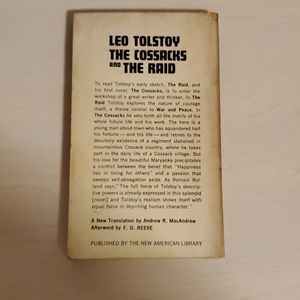 LEO TOLSTOY
THE COSSACKS
AND THE RAID
To read Tolstoy's early sketch, The Raid, and
his first novel, The Cossacks, is to enter the
workshop of a great writer and thinker. In The
Raid Tolstoy explores the nature of courage
itself, a theme central to War and Peace. In
The Cossacks he sets forth all the motifs of his
whole future life and his work. The hero is a
young man-about-town who has squandered half
his fortune—and his life—and retires to the
desultory existence of a regiment stationed in
mountainous Cossack country, where he takes
part in the daily life of a Cossack village. But
his love for the beautiful Maryanka precipitates
a conflict between the belief that "Happiness
lies in living for others" and a passion that
sweeps self-abnegation aside. As Romain Rol-
land says, "The full force of Tolstoy's descrip-
tive powers is already expressed in this splendid
[novel] and Tolstoy's realism shows itself with
equal force in depicting human character."
A New Translation by Andrew R. MacAndrew
Afterword by F. D. REEVE
PUBLISHED BY THE NEW AMERICAN LIBRARY